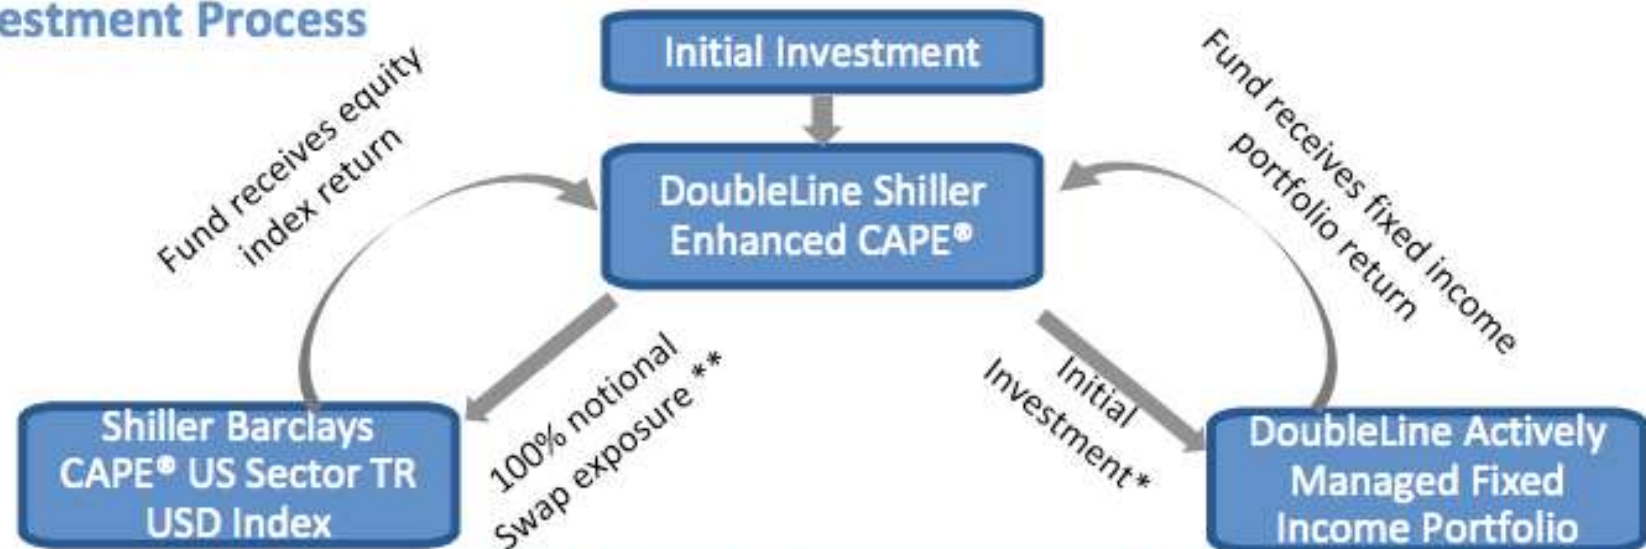 estment Process
Initial Investment
Fund receives equity
index return
Fund receives fixed income
portfolio return
DoubleLine Shiller
Enhanced CAPE®
100% notional
Swap exposure **
Initial
Investment*
Shiller Barclays
CAPE® US Sector TR
USD Index
DoubleLine Actively
Managed Fixed
Income Portfolio